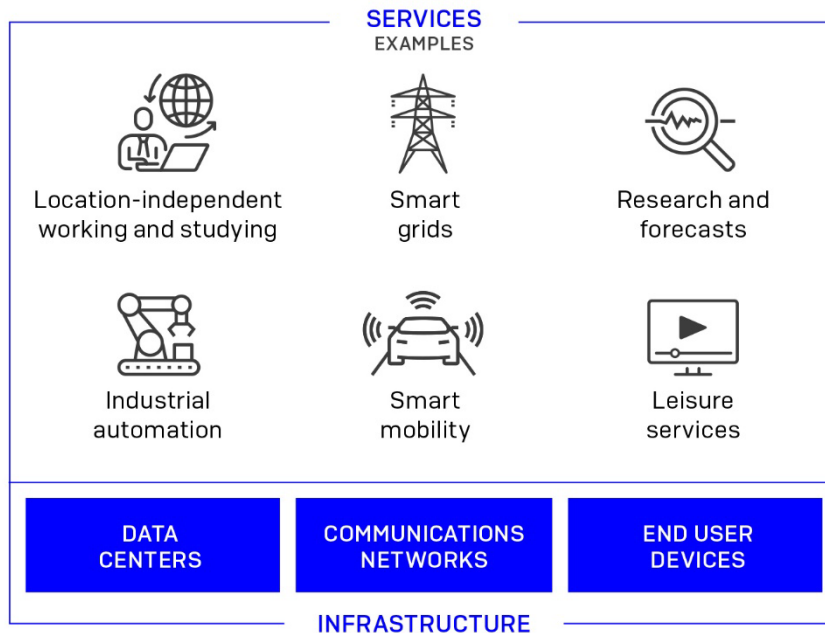 SERVICES
EXAMPLES
Location-independent
working and studying
Smart
grids
Research and
forecasts
Industrial
automation
Smart
mobility
Leisure
services
DATA
CENTERS
COMMUNICATIONS
NETWORKS
END USER
DEVICES
INFRASTRUCTURE